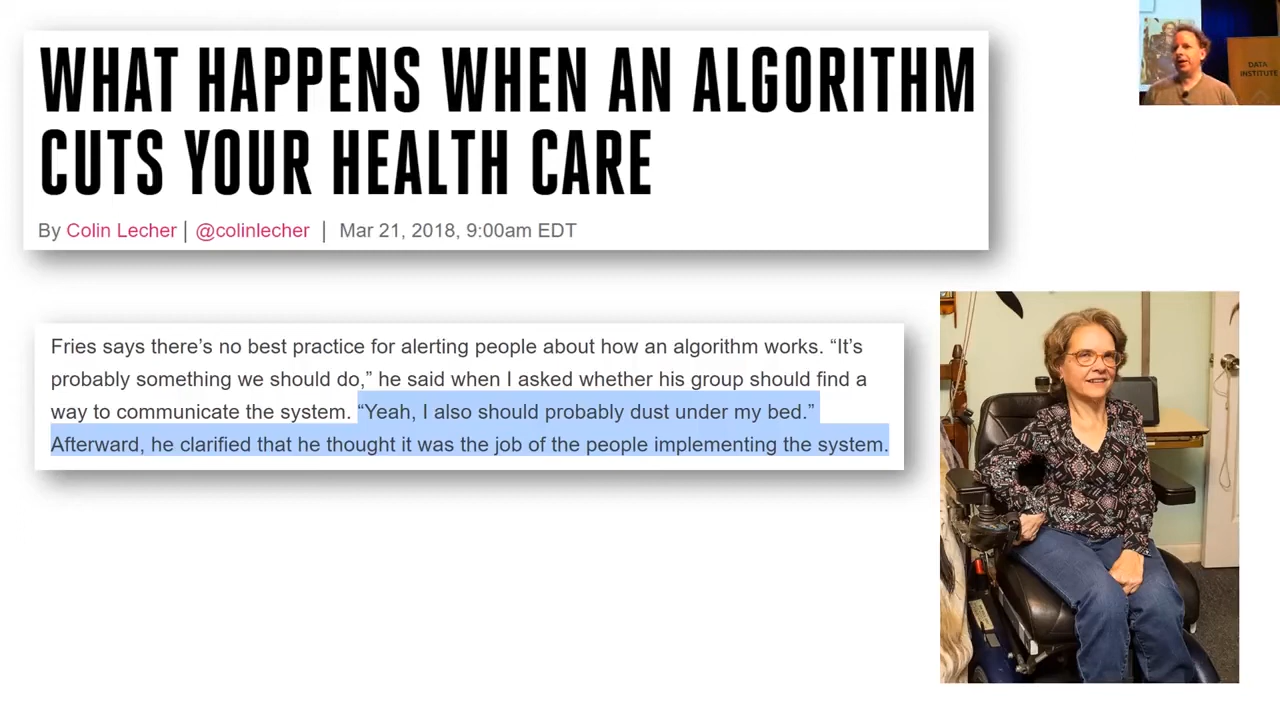 WHAT HAPPENS WHEN AN ALGORITHM
CUTS YOUR HEALTH CARE
By Colin Lecher | @colinlecher | Mar 21, 2018, 9:00am EDT
DATA
INSTITUTE
Fries says there’s no best practice for alerting people about how an algorithm works. “It’s
probably something we should do,” he said when I asked whether his group should find a
way to communicate the system. “Yeah, I also should probably dust under my bed.”
Afterward, he clarified that he thought it was the job of the people implementing the system.